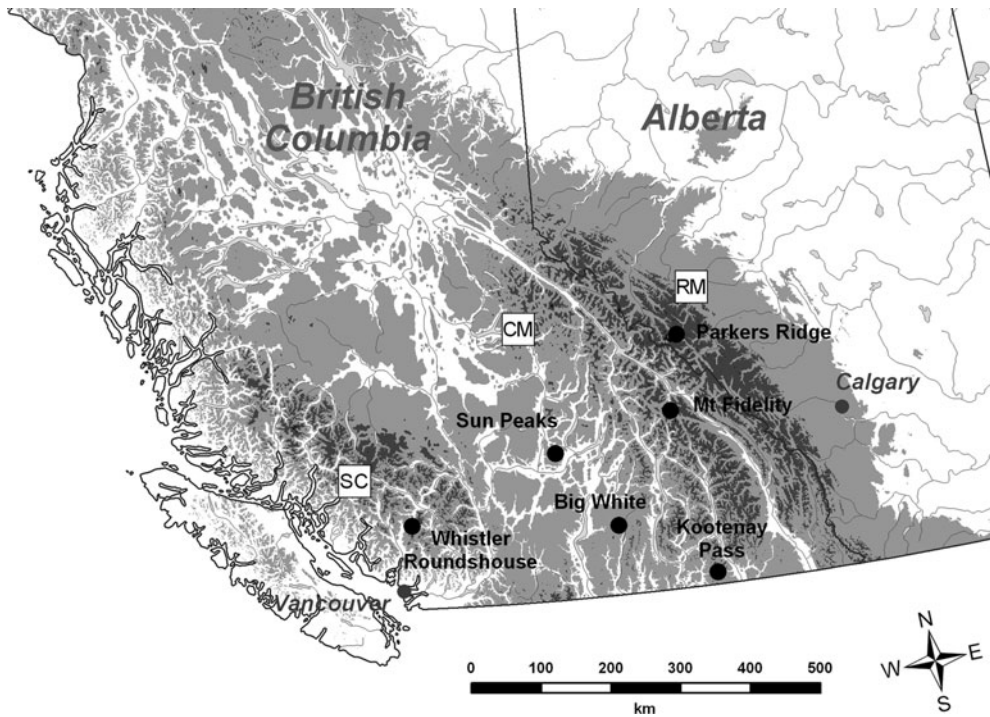 British
Columbia
Alberta
RM
CM
Parkers Ridge
Calgary
Mt Fidelity
Sun Peaks
SC
Big White
Kootenay
Pass
Whistler
Roundshouse
Vancouver
N
W E
S
0 100 200 300 400 500
km